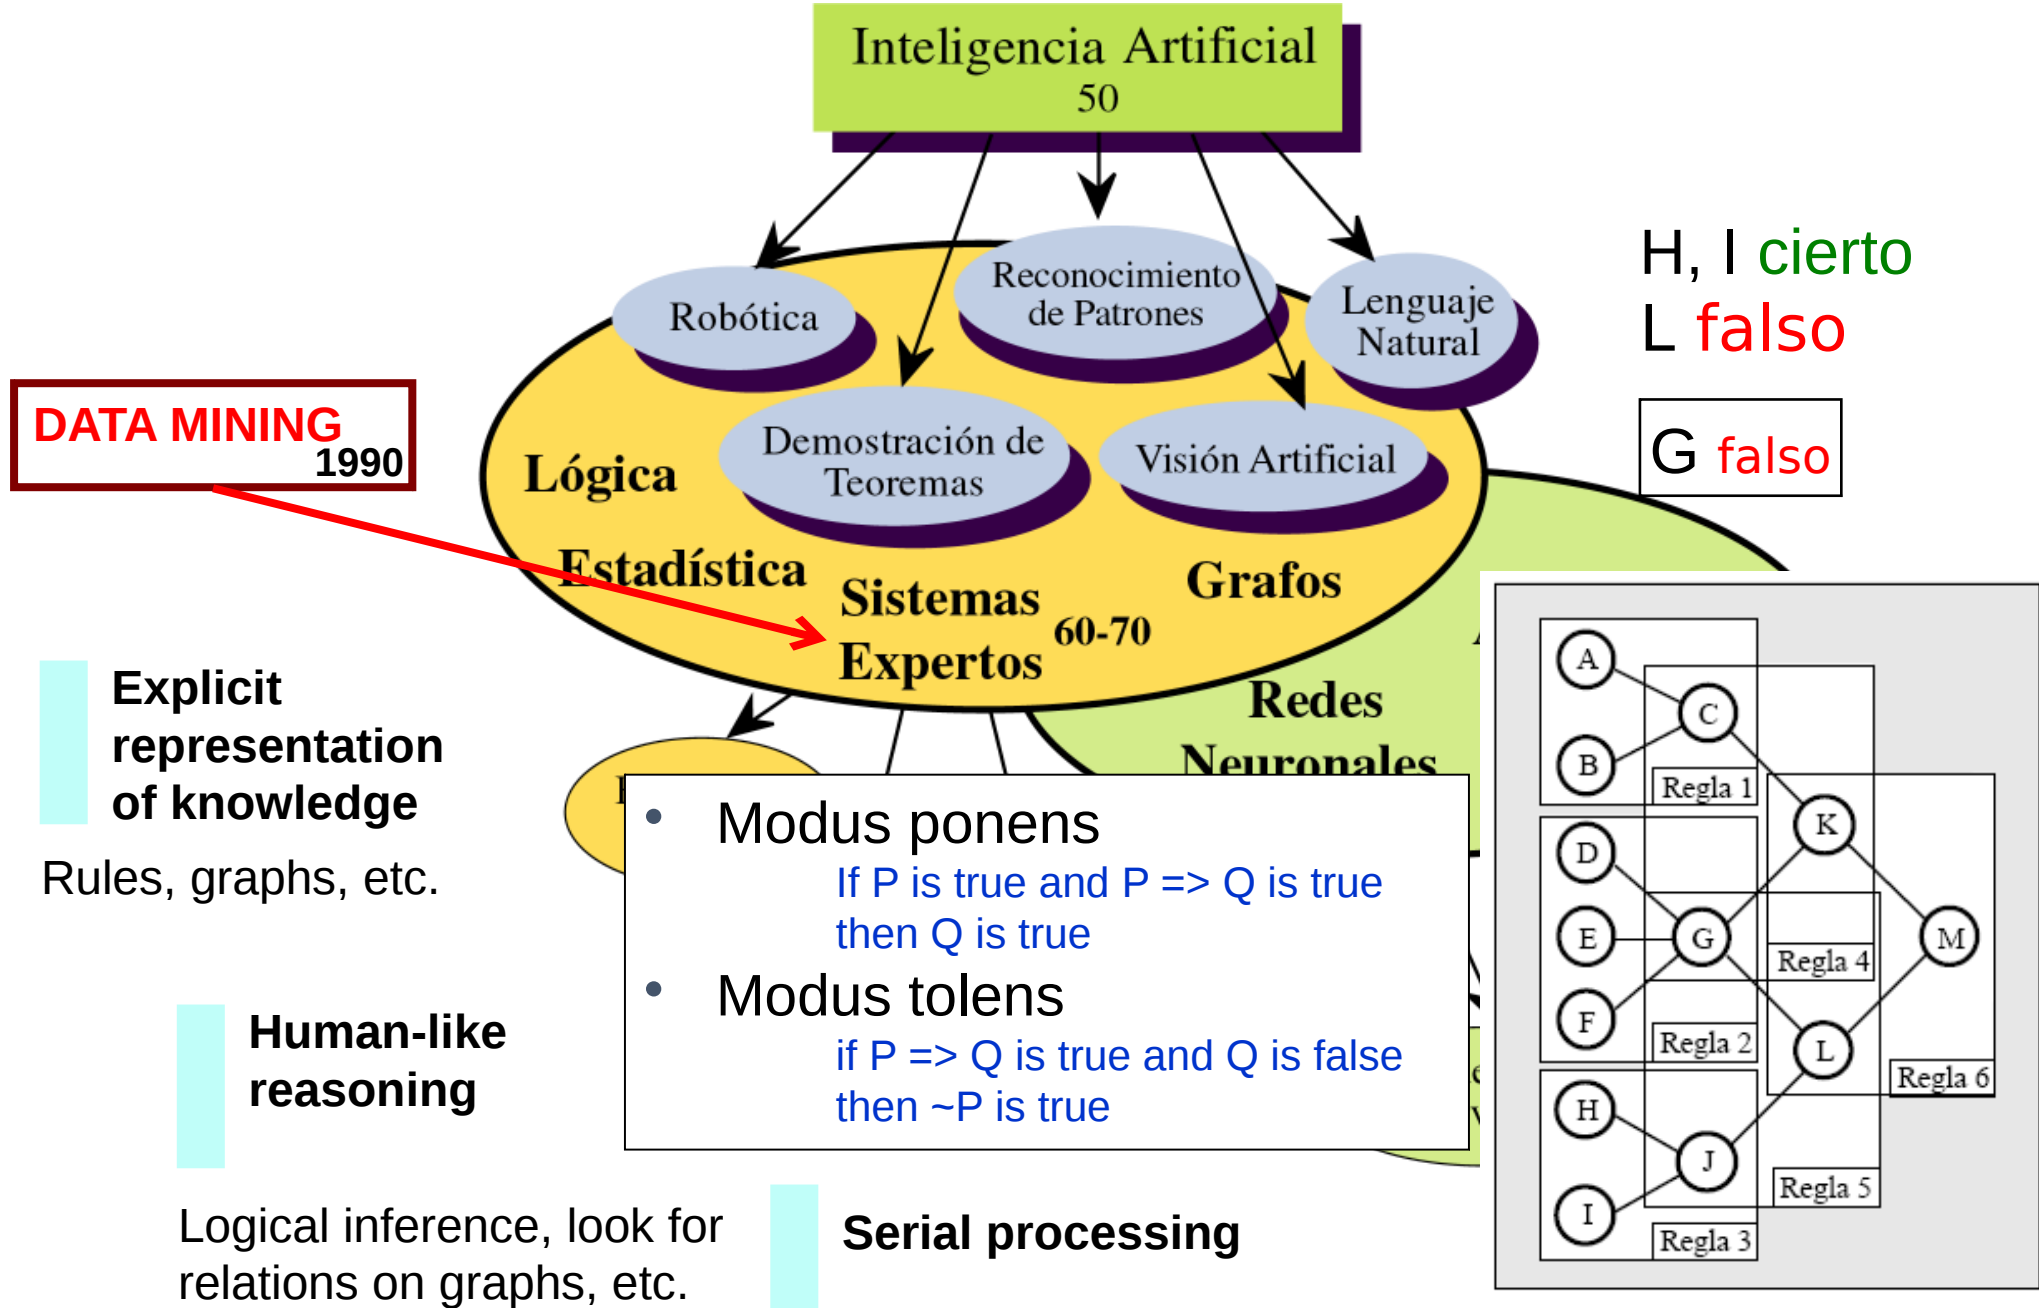 Inteligencia Artificial
50
Robótica
Reconocimiento
de Patrones
Lenguaje
Natural
Demostración de
Teoremas
Visión Artificial
Lógica
Estadística
Sistemas
Expertos
60-70
Grafos
Redes
Neuronales
DATA MINING
1990
H, I cierto
L falso
G falso
Explicit
representation
of knowledge
Rules, graphs, etc.
Human-like
reasoning
Logical inference, look for
relations on graphs, etc.
• Modus ponens
If P is true and P => Q is true
then Q is true
• Modus tolens
if P => Q is true and Q is false
then ~P is true
Serial processing
A
B
C
Regla 1
D
E
F
G
Regla 2
H
I
J
Regla 3
K
Regla 4
L
Regla 5
M
Regla 6